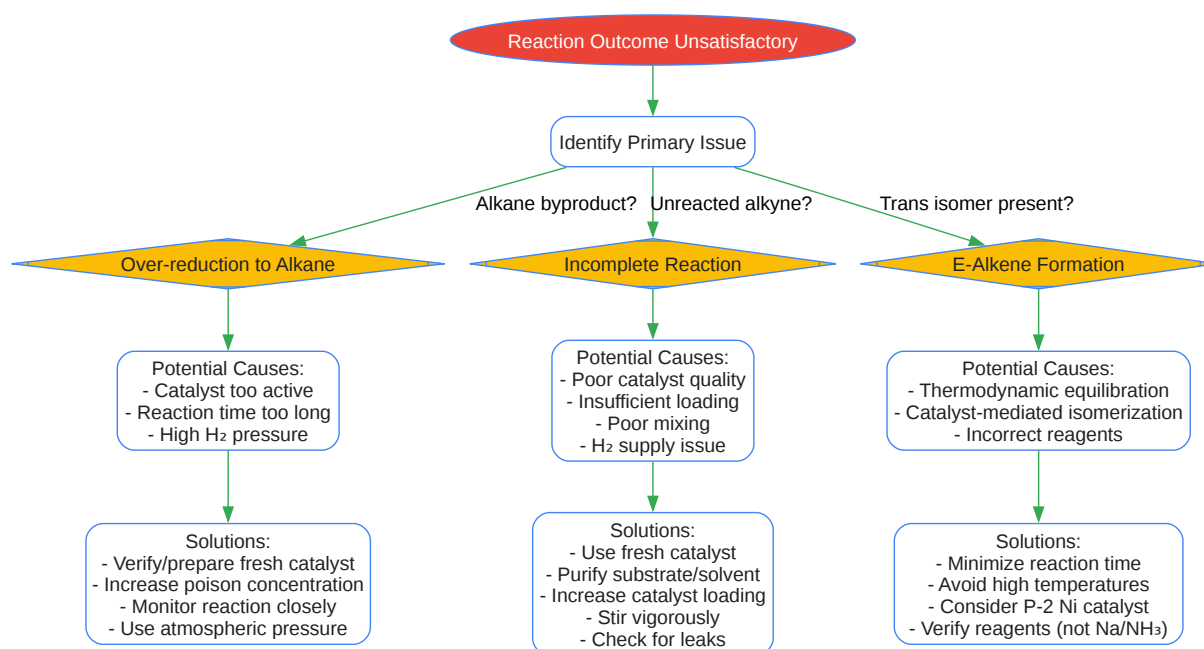 Reaction Outcome Unsatisfactory
Identify Primary Issue
Alkane byproduct?
Unreacted alkyne?
Trans isomer present?
Over-reduction to Alkane
Incomplete Reaction
E-Alkene Formation
Potential Causes:
- Catalyst too active
- Reaction time too long
- High H₂ pressure
Potential Causes:
- Poor catalyst quality
- Insufficient loading
- Poor mixing
- H₂ supply issue
Potential Causes:
- Thermodynamic equilibration
- Catalyst-mediated isomerization
- Incorrect reagents
Solutions:
- Verify/prepare fresh catalyst
- Increase poison concentration
- Monitor reaction closely
- Use atmospheric pressure
Solutions:
- Use fresh catalyst
- Purify substrate/solvent
- Increase catalyst loading
- Stir vigorously
- Check for leaks
Solutions:
- Minimize reaction time
- Avoid high temperatures
- Consider P-2 Ni catalyst
- Verify reagents (not Na/NH₃)